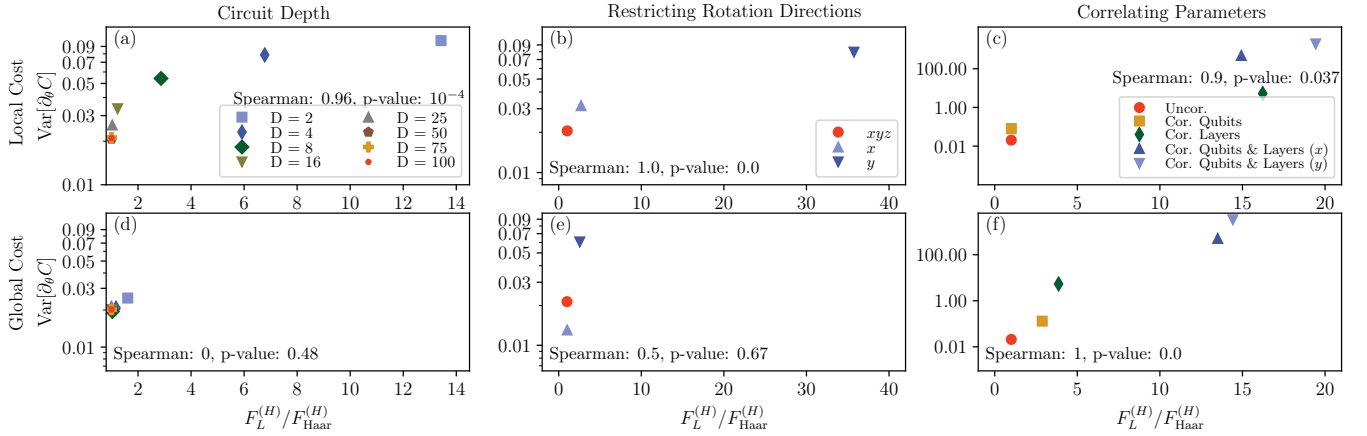 Circuit Depth
Restricting Rotation Directions
Correlating Parameters
Local Cost
Var[∂θC]
(a)
0.09
0.07
0.05
0.03
0.01
Spearman: 0.96, p-value: 10⁻⁴
D = 2
D = 4
D = 8
D = 16
D = 25
D = 50
D = 75
D = 100
2 4 6 8 10 12 14
(b)
0.09
0.07
0.05
0.03
0.01
xyz
x
y
Spearman: 1.0, p-value: 0.0
0 10 20 30 40
(c)
100.00
1.00
0.01
Spearman: 0.9, p-value: 0.037
Uncor.
Cor. Qubits
Cor. Layers
Cor. Qubits & Layers (x)
Cor. Qubits & Layers (y)
0 5 10 15 20
Global Cost
Var[∂θC]
(d)
0.09
0.07
0.05
0.03
0.01
Spearman: 0, p-value: 0.48
2 4 6 8 10 12 14
F_L^(H)/F_Haar^(H)
(e)
0.09
0.07
0.05
0.03
0.01
Spearman: 0.5, p-value: 0.67
0 10 20 30 40
F_L^(H)/F_Haar^(H)
(f)
100.00
1.00
0.01
Spearman: 1, p-value: 0.0
0 5 10 15 20
F_L^(H)/F_Haar^(H)